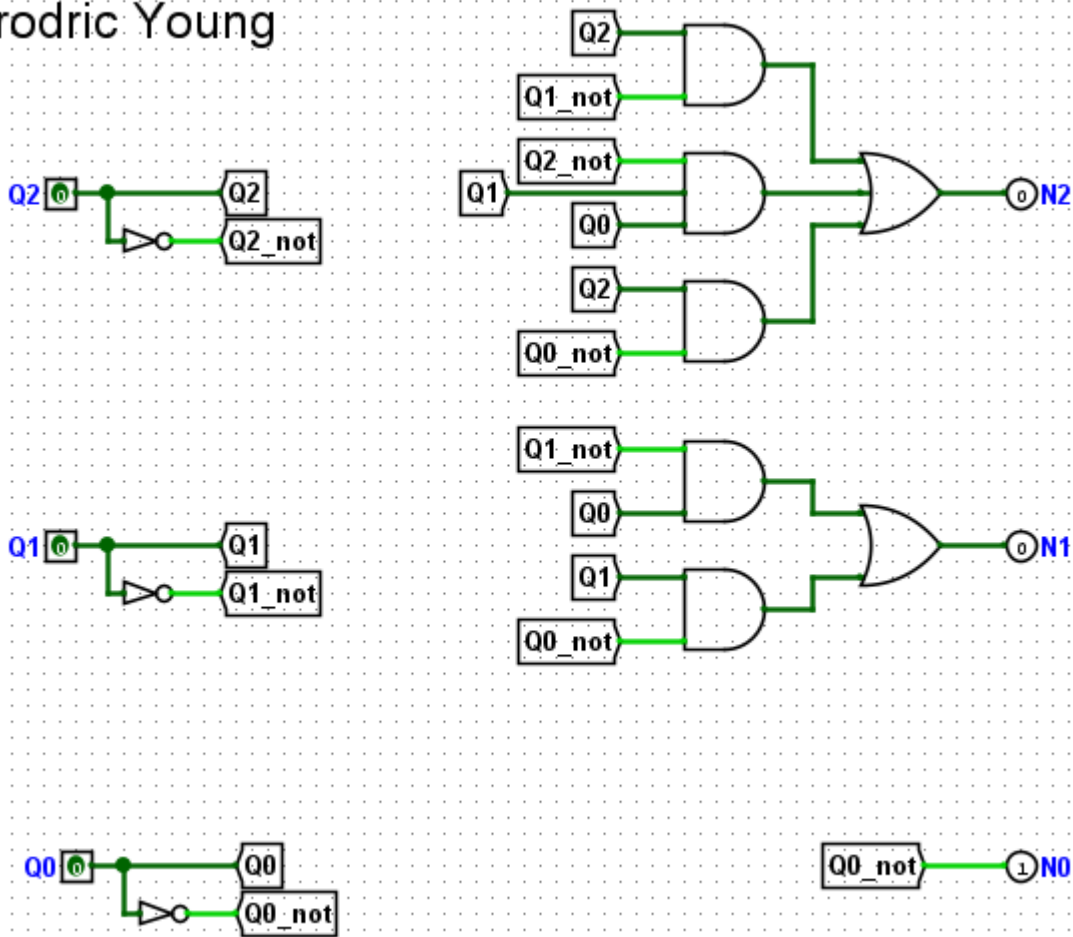 rodric Young
Q2
Q1_not
Q2_not
Q1
Q0
Q2
Q0_not
N2
Q2
0
Q2
Q2_not
0
Q1_not
Q0
Q1
Q0_not
N1
Q1
0
Q1
Q1_not
0
Q0
0
Q0
Q0_not
Q0_not
1
N0